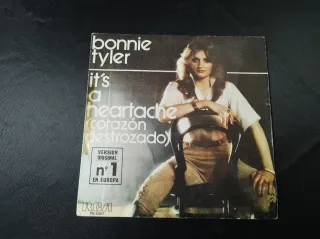 bonnie
tyler
it's
a
heartache
(corazón
destrozado)
VERSION
ORIGINAL
nº 1
EN EUROPA
RCA